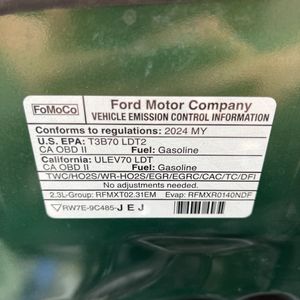 FoMoCo
Ford Motor Company
VEHICLE EMISSION CONTROL INFORMATION
Conforms to regulations: 2024 MY
U.S. EPA: T3B70 LDT2
CA OBD II Fuel: Gasoline
California: ULEV70 LDT
CA OBD II Fuel: Gasoline
TWC/HO2S/WR-HO2S/EGR/EGRC/CAC/TC/DFI
No adjustments needed.
2.3L-Group: RFMXT02.31EM Evap: RFMXR0140NDF
RW7E-9C485-JEJ